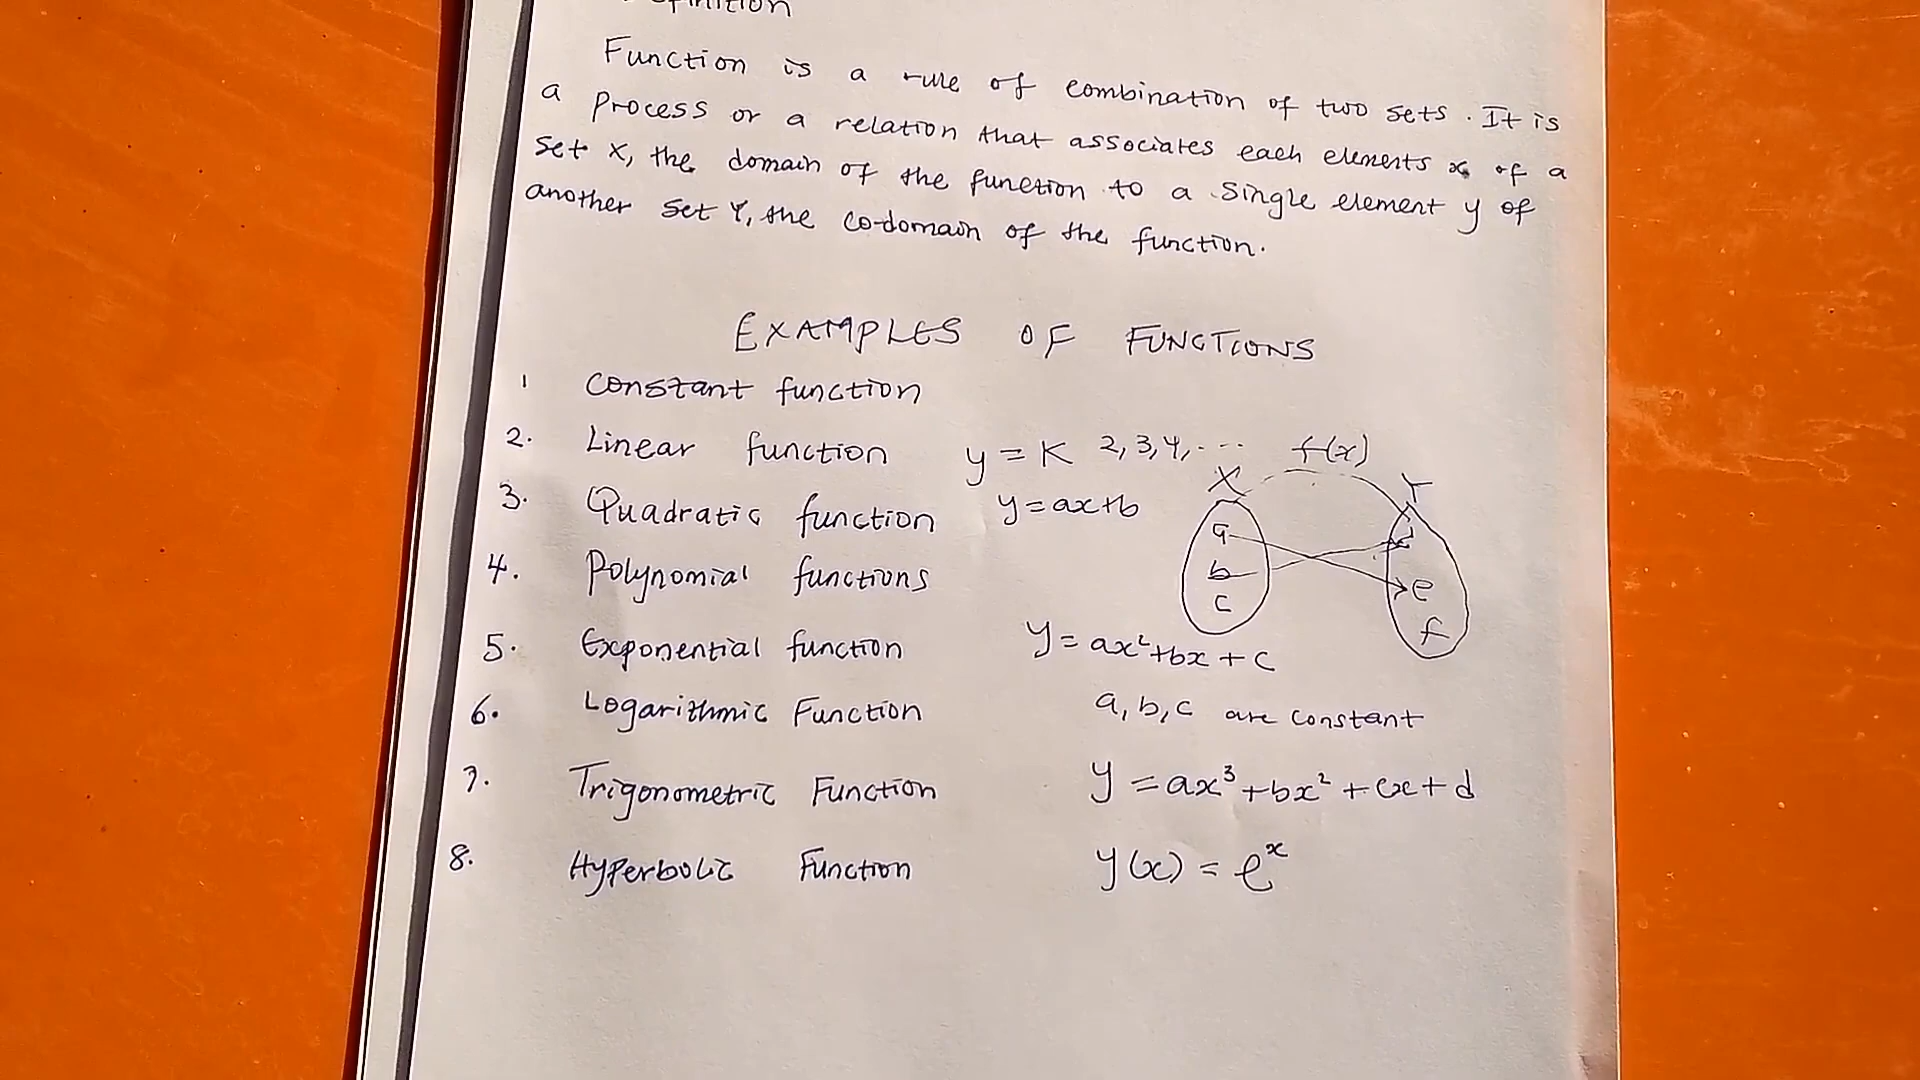 Definition
Function is a rule of combination of two sets. It is
a process or a relation that associates each elements x of a
set X, the domain of the function to a single element y of
another set Y, the co-domain of the function.
EXAMPLES OF FUNCTIONS
1 Constant function
2. Linear function y = K 2,3,4,... f(x)
3. Quadratic function y = ax+b
4. Polynomial functions
5. Exponential function y = ax²+bx+c
6. Logarithmic Function a, b, c are constant
7. Trigonometric Function y = ax³+bx²+cx+d
8. Hyperbolic Function y(x) = e^x
X Y
a d
b e
c f